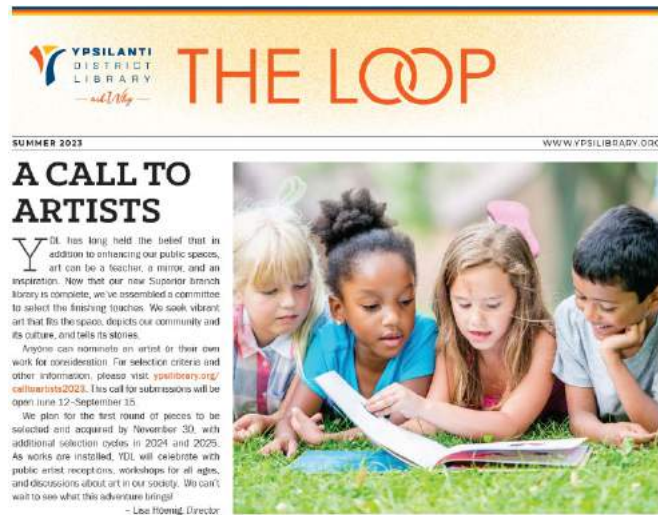 YPSILANTI
DISTRICT
LIBRARY
— ask Why —
THE LOOP
SUMMER 2023
WWW.YPSILIBRARY.ORG
A CALL TO
ARTISTS
YDL has long held the belief that in
addition to enhancing our public spaces,
art can be a teacher, a mirror, and an
inspiration. Now that our new Superior branch
library is complete, we've assembled a committee
to select the finishing touches. We seek vibrant
art that fits the space, depicts our community and
its culture, and tells its stories.
Anyone can nominate an artist or their own
work for consideration. For selection criteria and
other information, please visit ypsilibrary.org/
calltoartists2023. This call for submissions will be
open June 12–September 15.
We plan for the first round of pieces to be
selected and acquired by November 30, with
additional selection cycles in 2024 and 2025.
As works are installed, YDL will celebrate with
public artist receptions, workshops for all ages,
and discussions about art in our society. We can't
wait to see what this adventure brings!
– Lisa Hoenig, Director